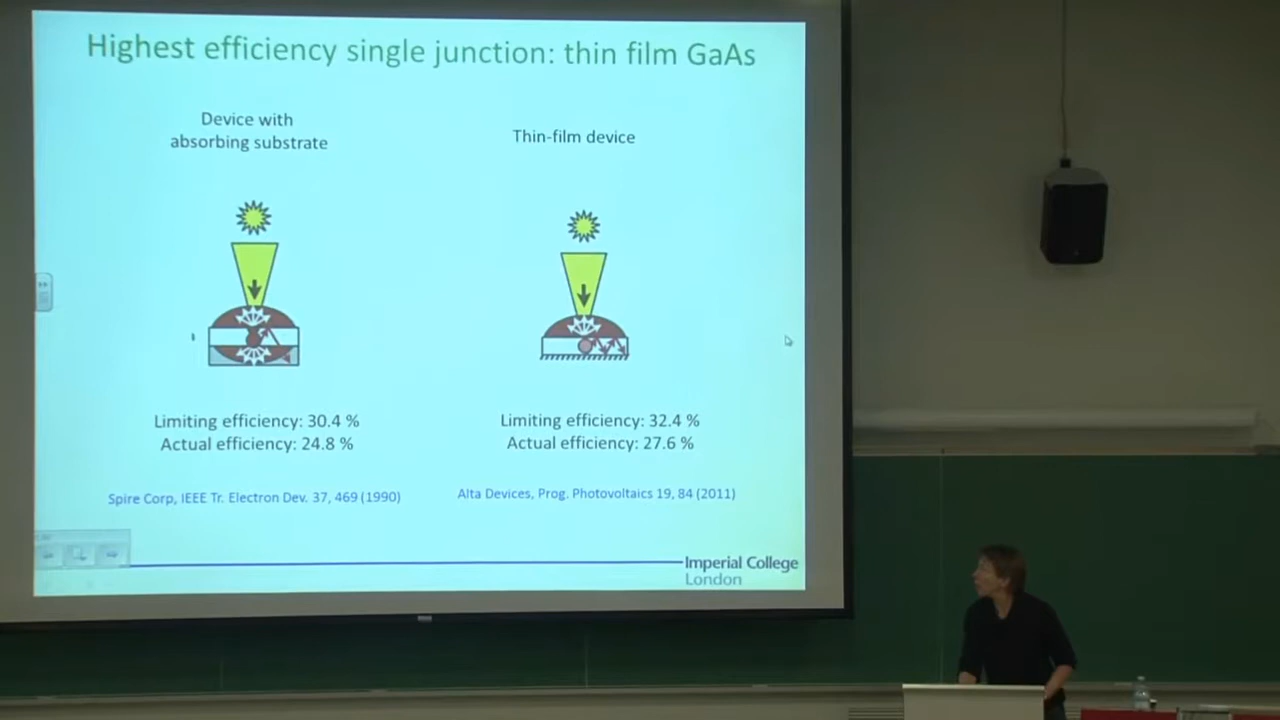 Highest efficiency single junction: thin film GaAs
Device with
absorbing substrate
Thin-film device
Limiting efficiency: 30.4 %
Actual efficiency: 24.8 %
Limiting efficiency: 32.4 %
Actual efficiency: 27.6 %
Spire Corp, IEEE Tr. Electron Dev. 37, 469 (1990)
Alta Devices, Prog. Photovoltaics 19, 84 (2011)
Imperial College
London